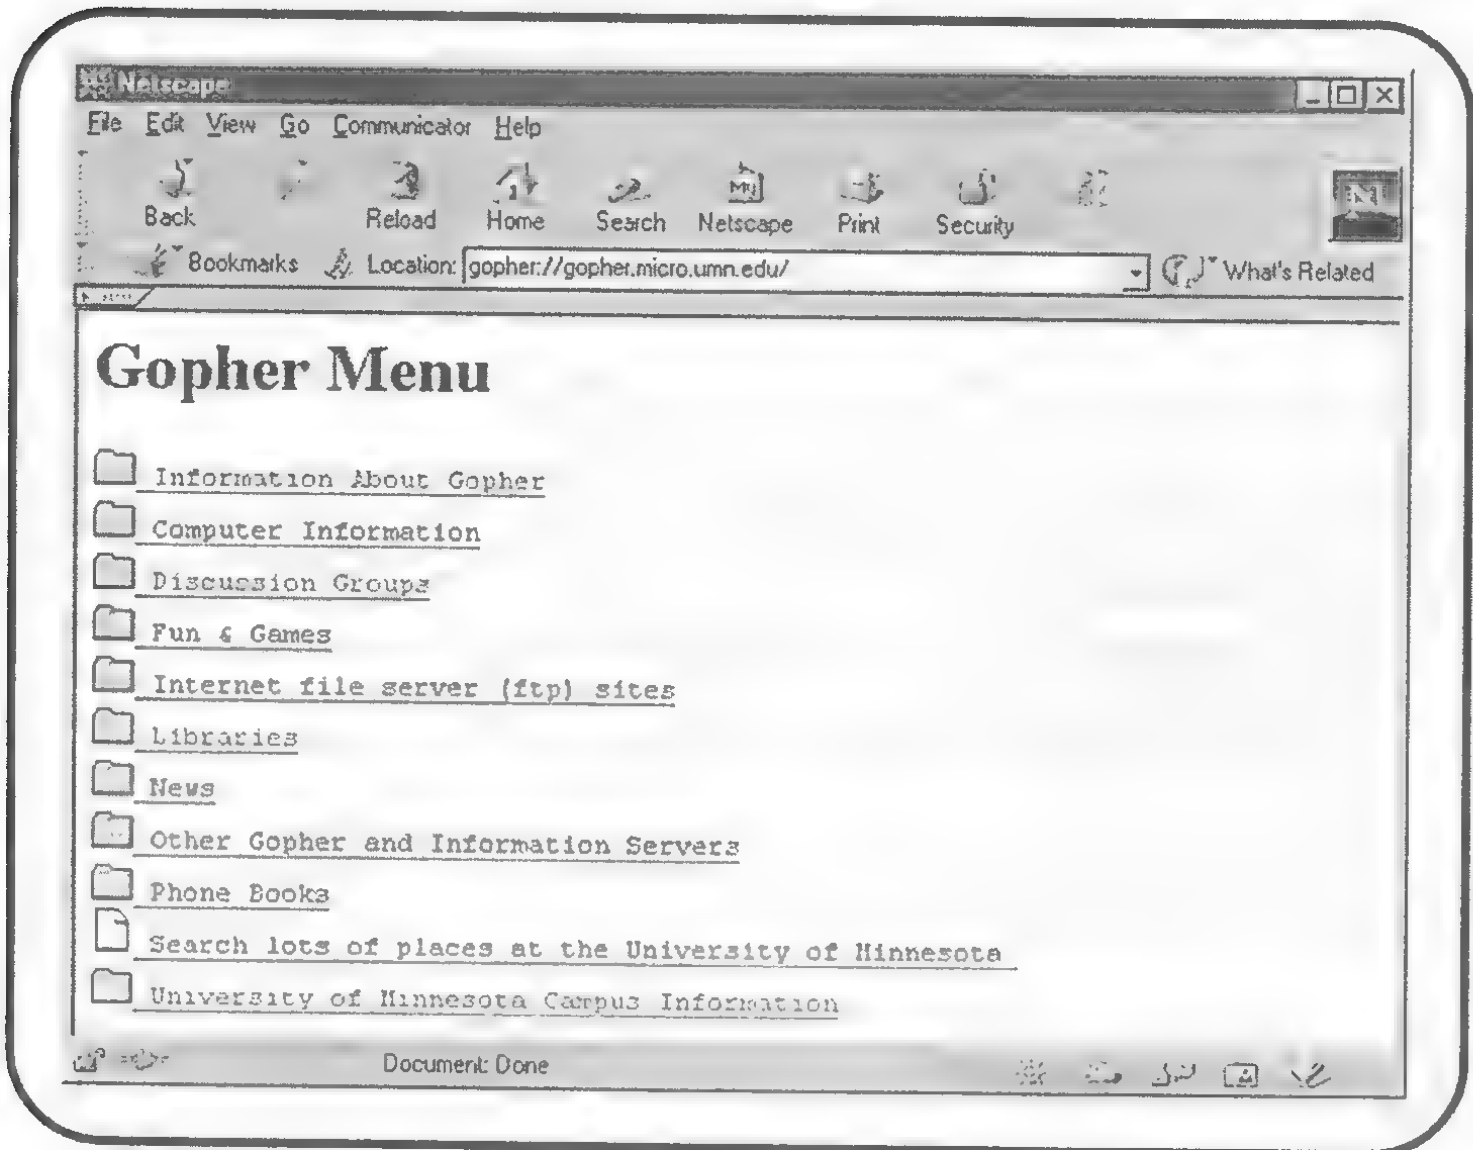 Netscape
File Edit View Go Communicator Help
Back Reload Home Search Netscape Print Security
Bookmarks Location: gopher://gopher.micro.umn.edu/ What's Related
Gopher Menu
Information About Gopher
Computer Information
Discussion Groups
Fun & Games
Internet file server (ftp) sites
Libraries
News
Other Gopher and Information Servers
Phone Books
Search lots of places at the University of Minnesota
University of Minnesota Campus Information
Document: Done